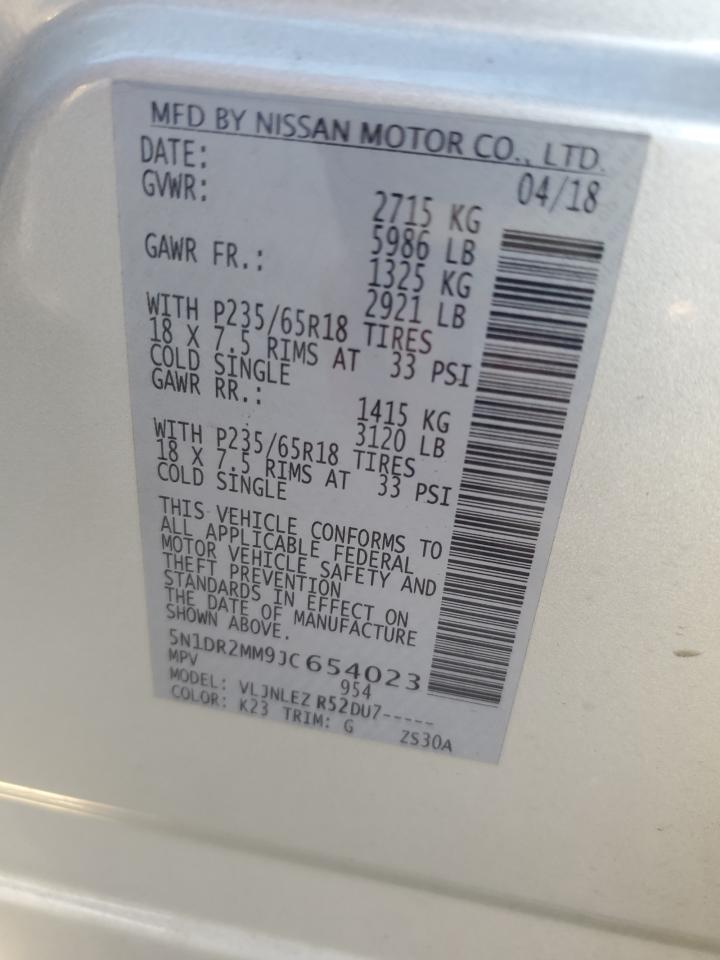 MFD BY NISSAN MOTOR CO., LTD.
DATE: 04/18
GVWR: 2715 KG
5986 LB
GAWR FR.: 1325 KG
2921 LB
WITH P235/65R18 TIRES
18 X 7.5 RIMS AT 33 PSI
COLD SINGLE
GAWR RR.: 1415 KG
3120 LB
WITH P235/65R18 TIRES
18 X 7.5 RIMS AT 33 PSI
COLD SINGLE
THIS VEHICLE CONFORMS TO
ALL APPLICABLE FEDERAL
MOTOR VEHICLE SAFETY AND
THEFT PREVENTION
STANDARDS IN EFFECT ON
THE DATE OF MANUFACTURE
SHOWN ABOVE.
5N1DR2MM9JC654023
MPV 954
MODEL: VLJNLEZ R52DU7-----
COLOR: K23 TRIM: G ZS30A